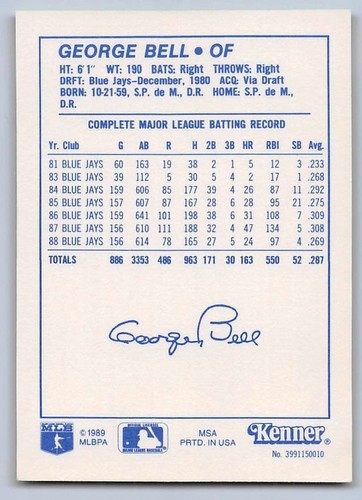 GEORGE BELL • OF
HT: 6'1" WT: 190 BATS: Right THROWS: Right
DRFT: Blue Jays-December, 1980 ACQ: Via Draft
BORN: 10-21-59, S.P. de M., D.R. HOME: S.P. de M.,
D.R.
COMPLETE MAJOR LEAGUE BATTING RECORD
Yr. Club G AB R H 2B 3B HR RBI SB Avg.
81 BLUE JAYS 60 163 19 38 2 1 5 12 3 .233
83 BLUE JAYS 39 112 5 30 5 4 2 17 1 .268
84 BLUE JAYS 159 606 85 177 39 4 26 87 11 .292
85 BLUE JAYS 157 607 87 167 28 6 28 95 21 .275
86 BLUE JAYS 159 641 101 198 38 6 31 108 7 .309
87 BLUE JAYS 156 610 111 188 32 4 47 134 5 .308
88 BLUE JAYS 156 614 78 165 27 5 24 97 4 .269
TOTALS 886 3353 486 963 171 30 163 550 52 .287
George Bell
MLB
© 1989
MLBPA
OFFICIAL LICENSEE
MAJOR LEAGUE BASEBALL
MSA
PRTD. IN USA
Kenner®
No. 3991150010